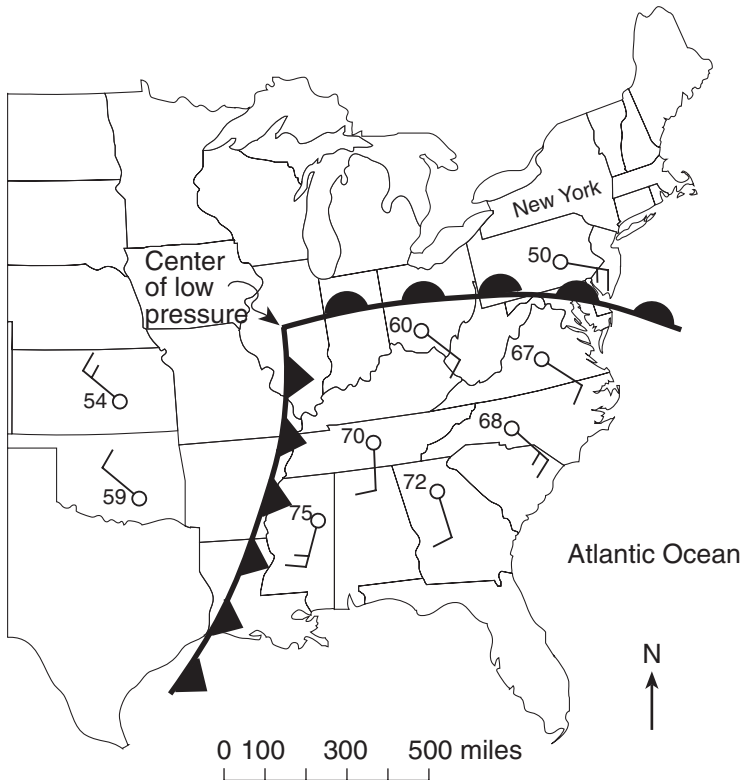 New York
50
Center
of low
pressure
60
67
54
68
70
72
59
75
Atlantic Ocean
N
0 100 300 500 miles